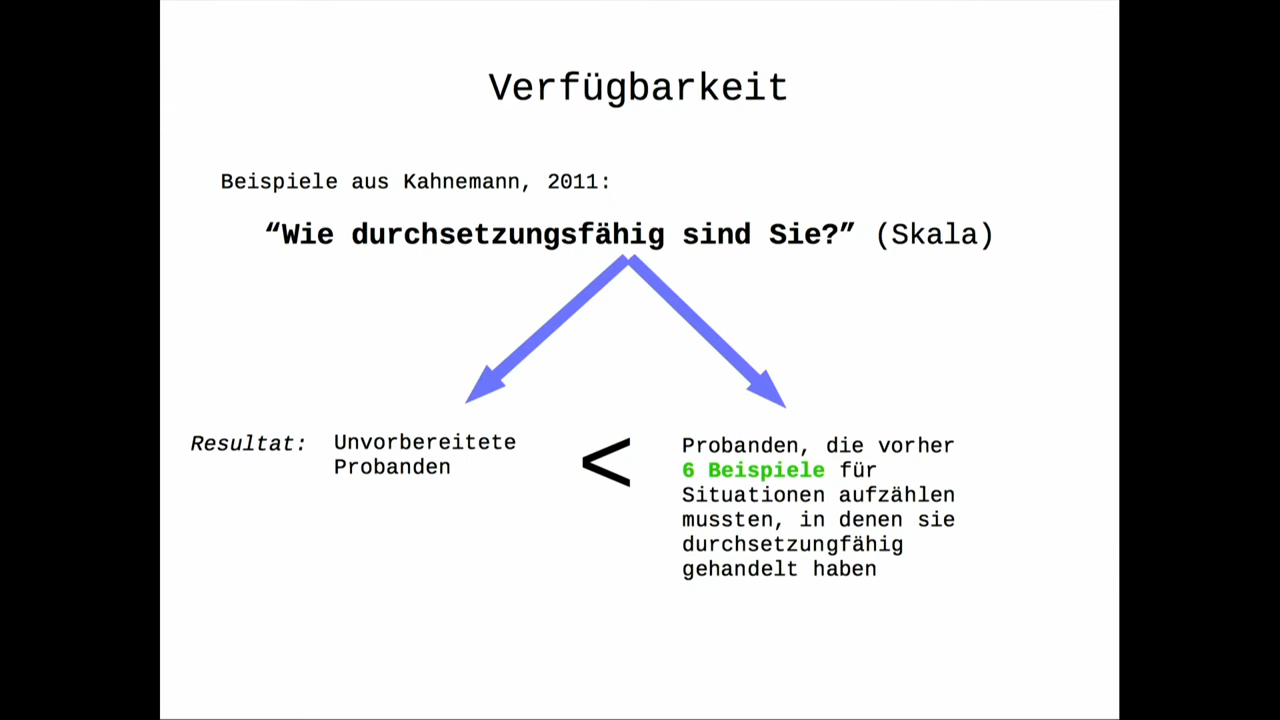 Verfügbarkeit
Beispiele aus Kahnemann, 2011:
“Wie durchsetzungsfähig sind Sie?” (Skala)
Resultat:
Unvorbereitete
Probanden
<
Probanden, die vorher
6 Beispiele für
Situationen aufzählen
mussten, in denen sie
durchsetzungfähig
gehandelt haben